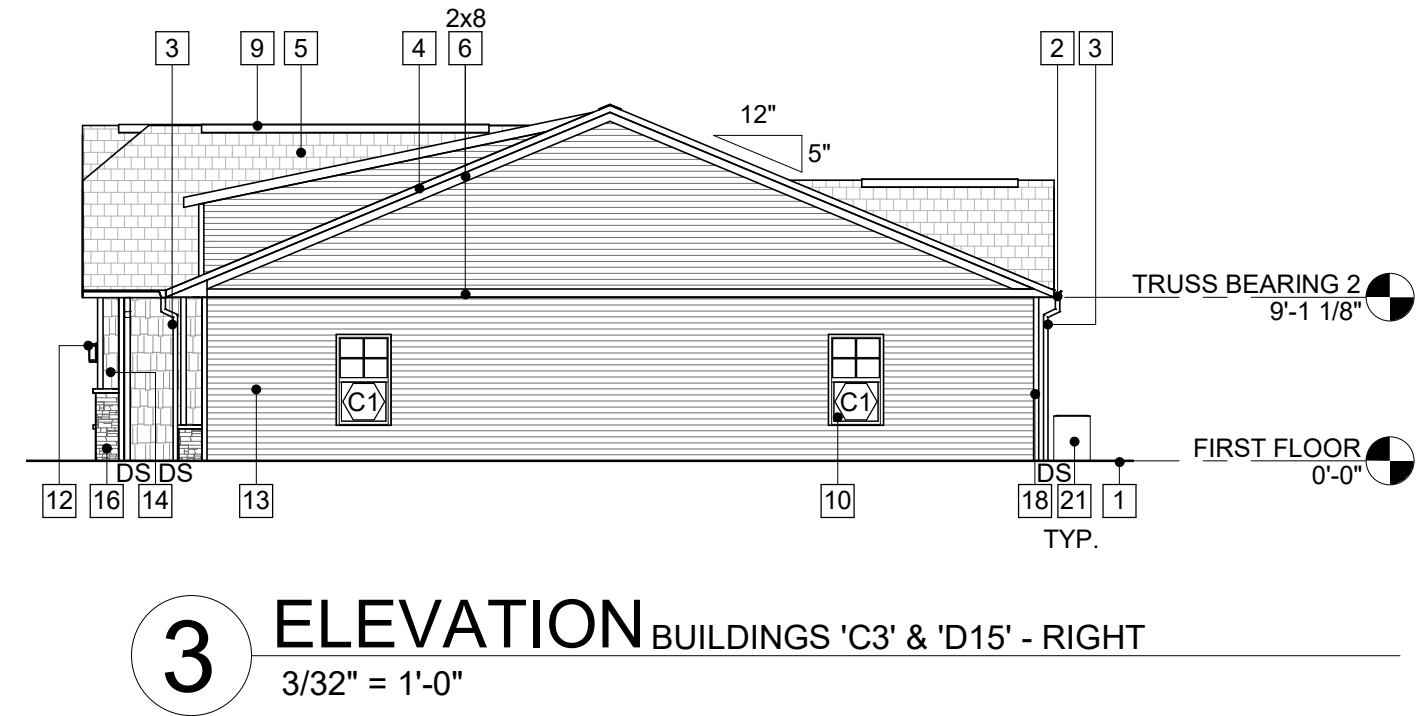 2x8
3 9 5 4 6 2 3
12"
5"
TRUSS BEARING 2
9'-1 1/8"
C1 C1
FIRST FLOOR
0'-0"
DS DS DS
12 16 14 13 10 18 21 1
TYP.
3 ELEVATION BUILDINGS 'C3' & 'D15' - RIGHT
3/32" = 1'-0"